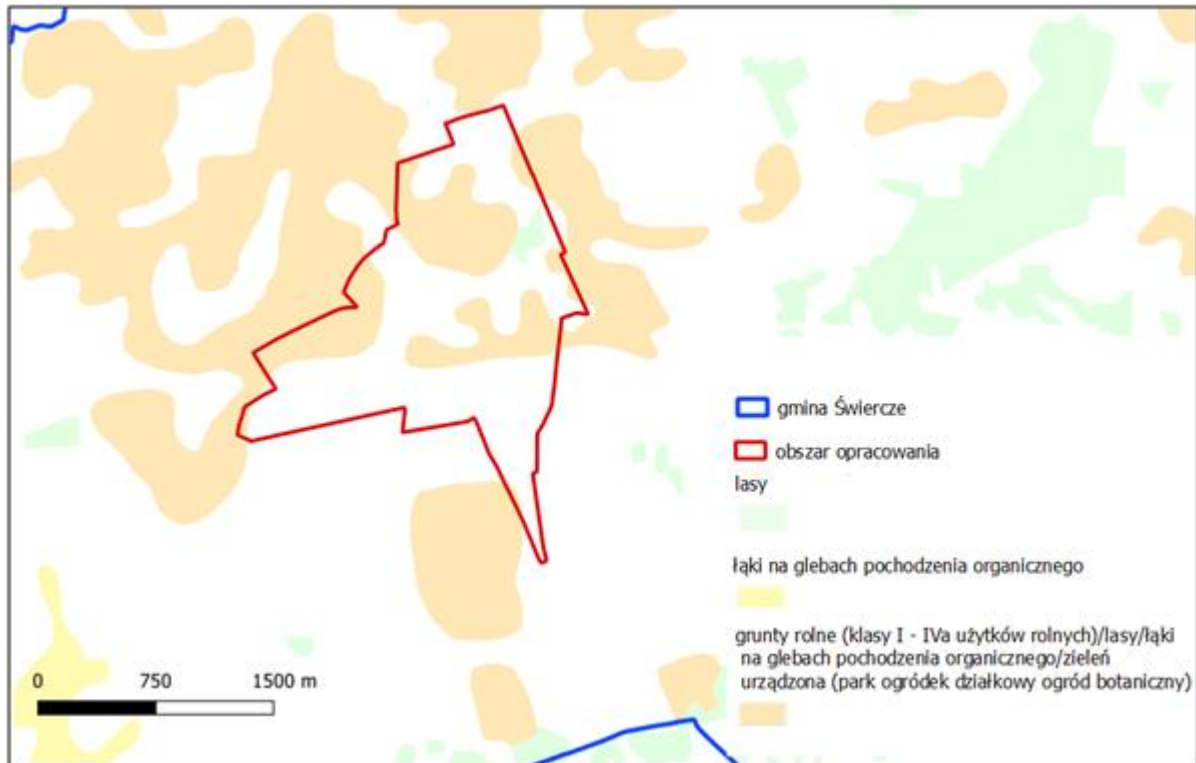 gmina Świercze
obszar opracowania
lasy
łąki na glebach pochodzenia organicznego
grunty rolne (klasy I - IVa użytków rolnych)/lasy/łąki
na glebach pochodzenia organicznego/zieleń
urządzona (park ogródek działkowy ogród botaniczny)
0 750 1500 m